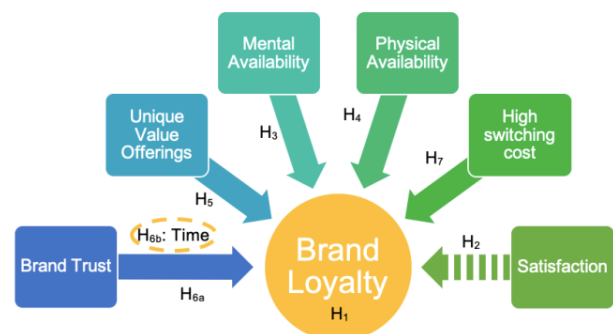 Mental
Availability
Physical
Availability
Unique
Value
Offerings
High
switching
cost
H3
H4
H5
H7
H6b: Time
Brand Trust
H6a
Brand
Loyalty
H1
H2
Satisfaction